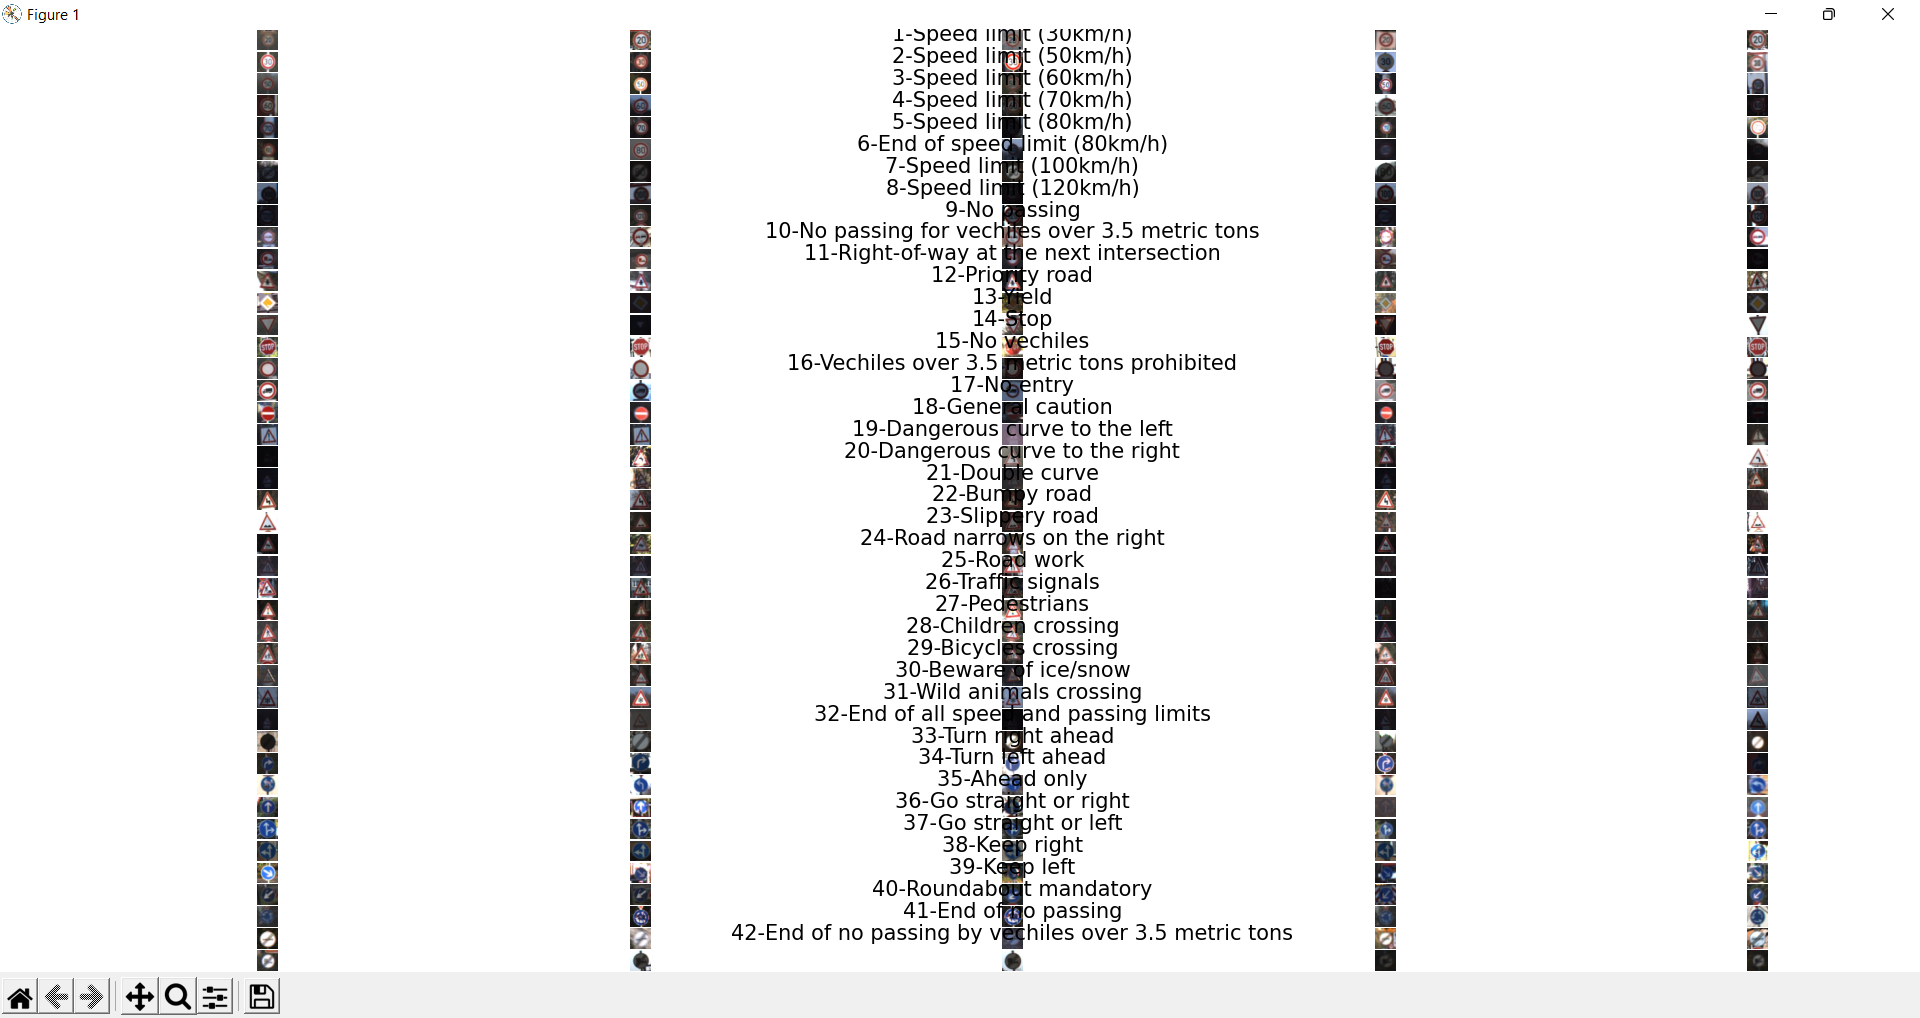 Figure 1
1-Speed limit (30km/h)
2-Speed limit (50km/h)
3-Speed limit (60km/h)
4-Speed limit (70km/h)
5-Speed limit (80km/h)
6-End of speed limit (80km/h)
7-Speed limit (100km/h)
8-Speed limit (120km/h)
9-No passing
10-No passing for vechiles over 3.5 metric tons
11-Right-of-way at the next intersection
12-Priority road
13-Yield
14-Stop
15-No vechiles
STOP STOP STOP STOP
16-Vechiles over 3.5 metric tons prohibited
17-No entry
18-General caution
19-Dangerous curve to the left
20-Dangerous curve to the right
21-Double curve
22-Bumpy road
23-Slippery road
24-Road narrows on the right
25-Road work
26-Traffic signals
27-Pedestrians
28-Children crossing
29-Bicycles crossing
30-Beware of ice/snow
31-Wild animals crossing
32-End of all speed and passing limits
33-Turn right ahead
34-Turn left ahead
35-Ahead only
36-Go straight or right
37-Go straight or left
38-Keep right
39-Keep left
40-Roundabout mandatory
41-End of no passing
42-End of no passing by vechiles over 3.5 metric tons